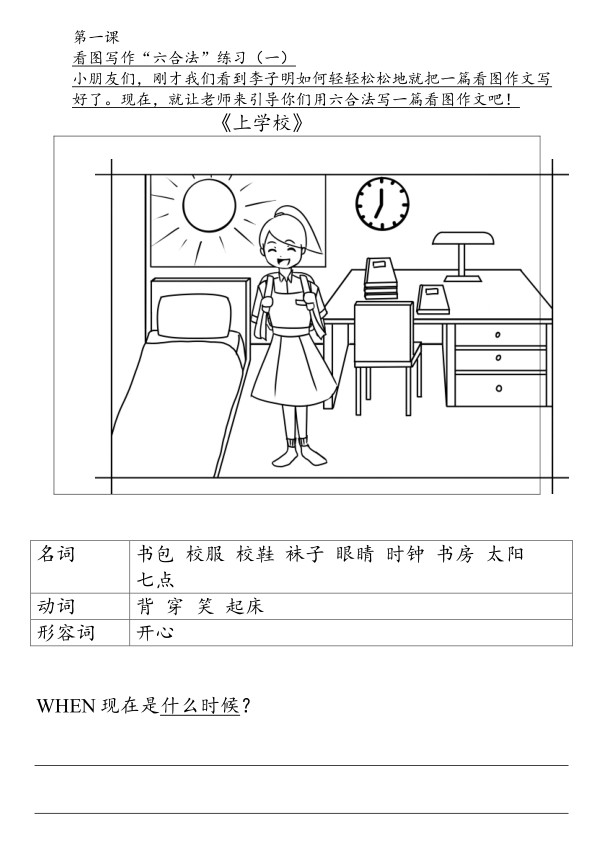 第一课
看图写作“六合法”练习（一）
小朋友们，刚才我们看到李子明如何轻轻松松地就把一篇看图作文写
好了。现在，就让老师来引导你们用六合法写一篇看图作文吧！
《上学校》
名词 书包 校服 校鞋 袜子 眼睛 时钟 书房 太阳
七点
动词 背 穿 笑 起床
形容词 开心
WHEN 现在是什么时候？